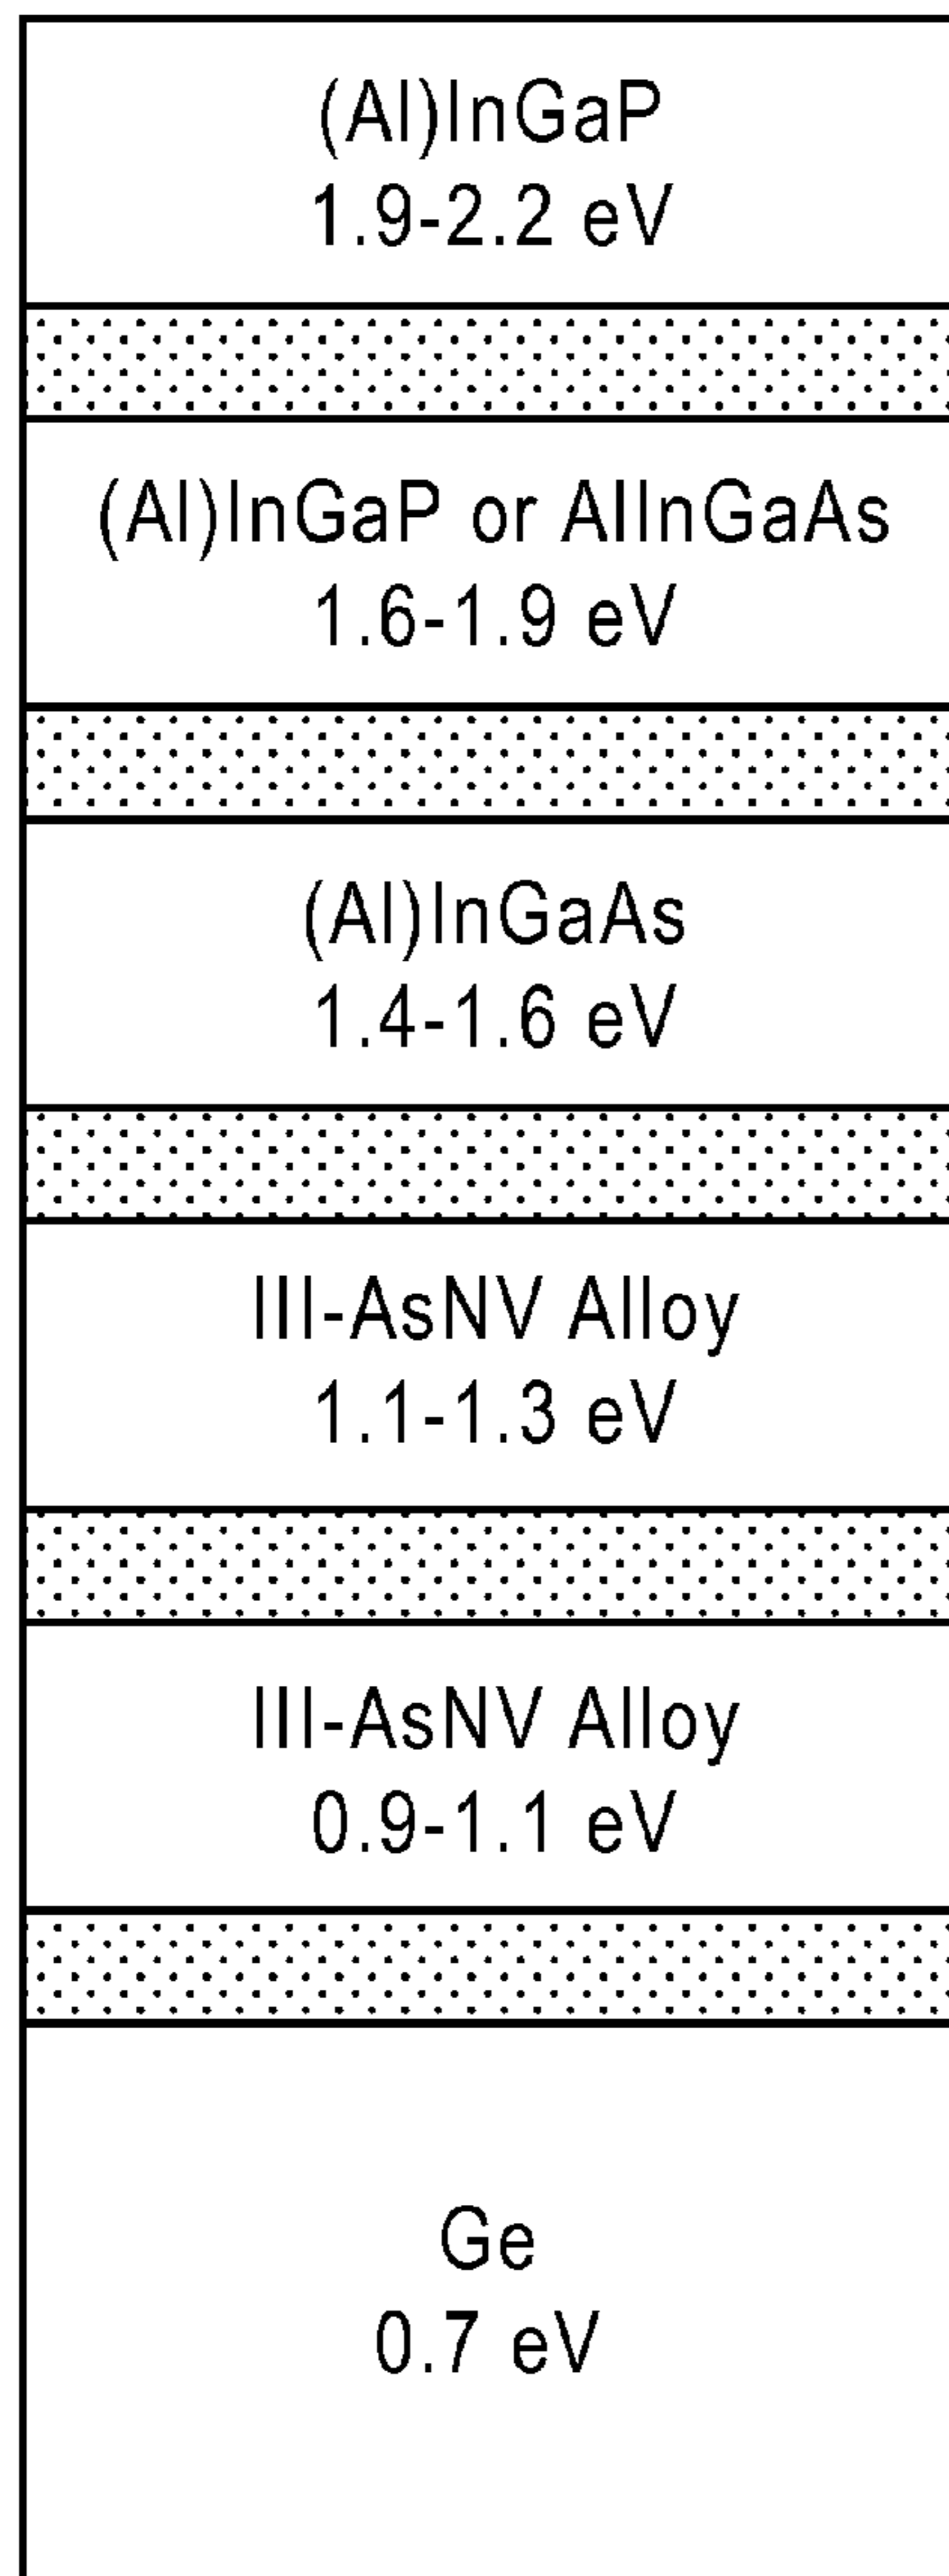 (Al)InGaP
1.9-2.2 eV
(Al)InGaP or AlInGaAs
1.6-1.9 eV
(Al)InGaAs
1.4-1.6 eV
III-AsNV Alloy
1.1-1.3 eV
III-AsNV Alloy
0.9-1.1 eV
Ge
0.7 eV